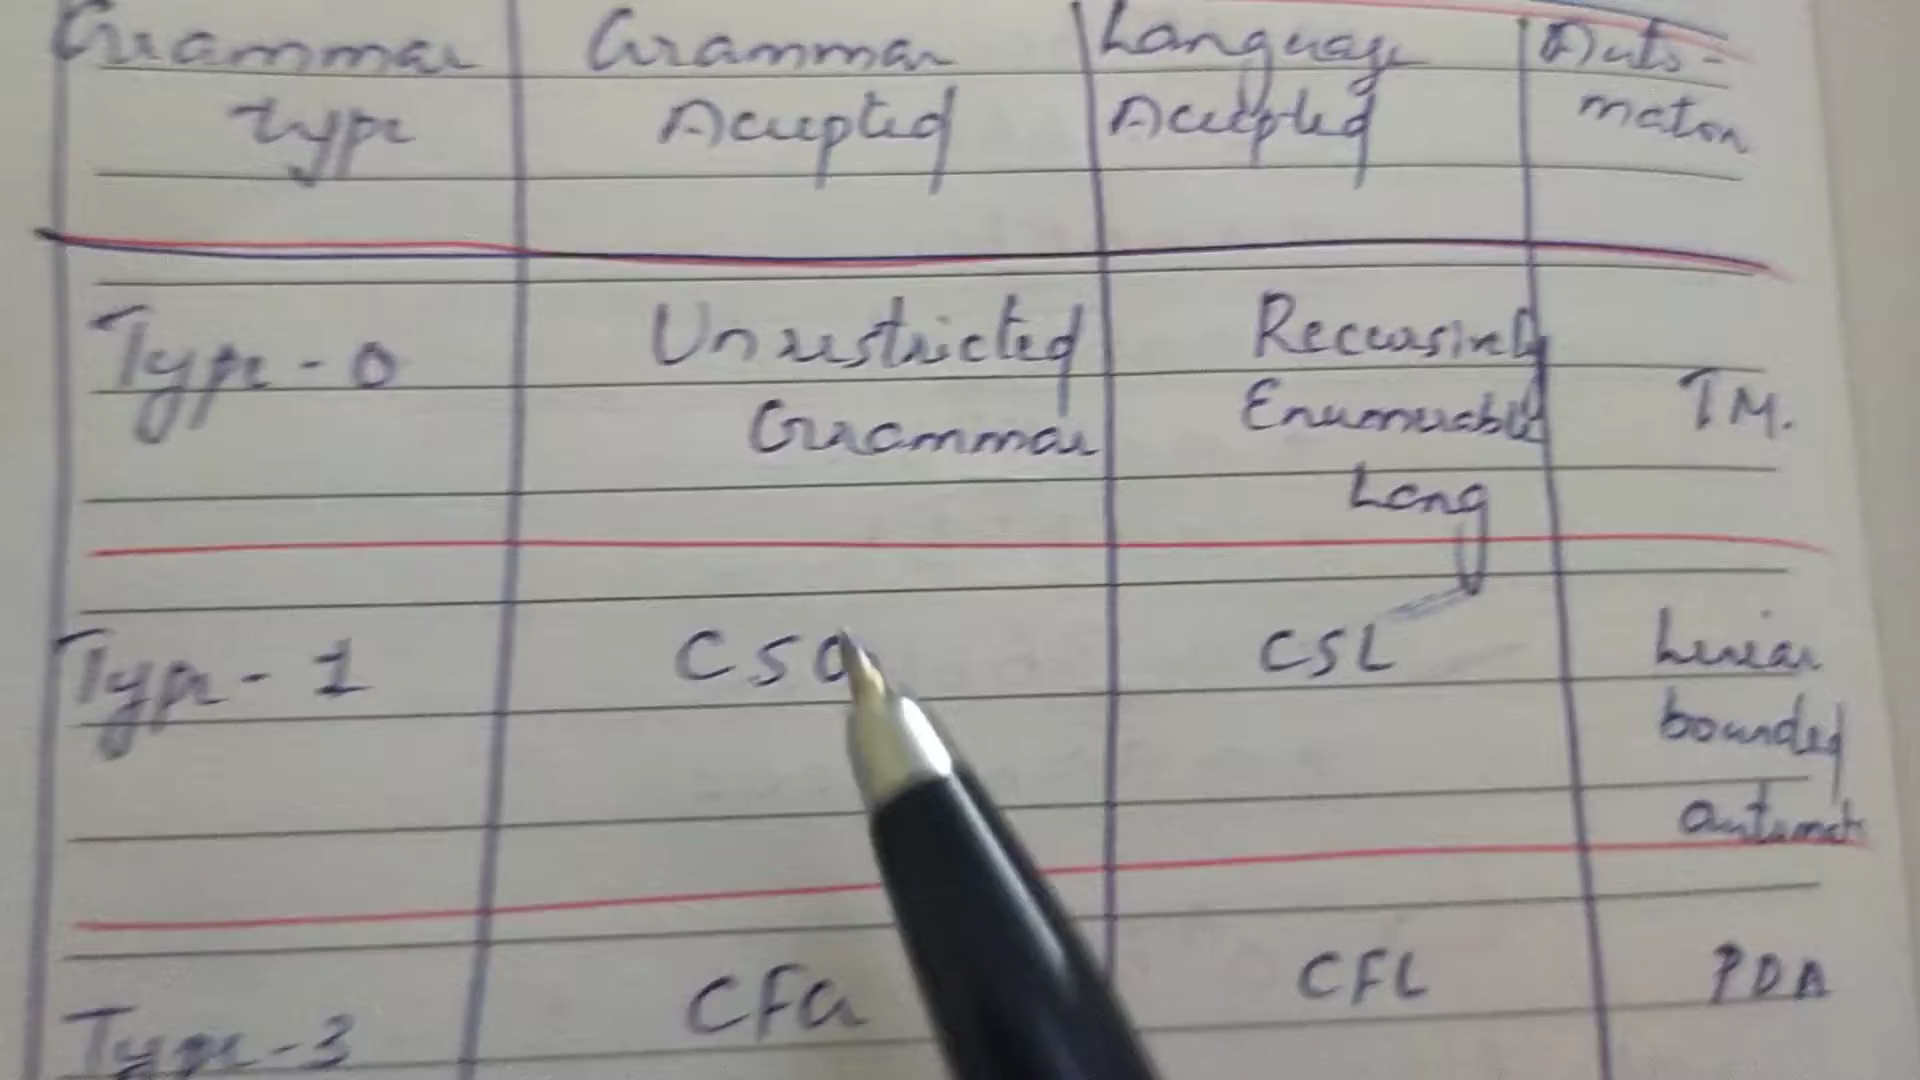 Grammar Grammar Language Auto-
type Accepted Accepted maton
Type-0 Unrestricted Recursively
Grammar Enumerable TM.
Lang
Type-1 CSG CSL Linear
bounded
automata
Type-3 CFG CFL PDA